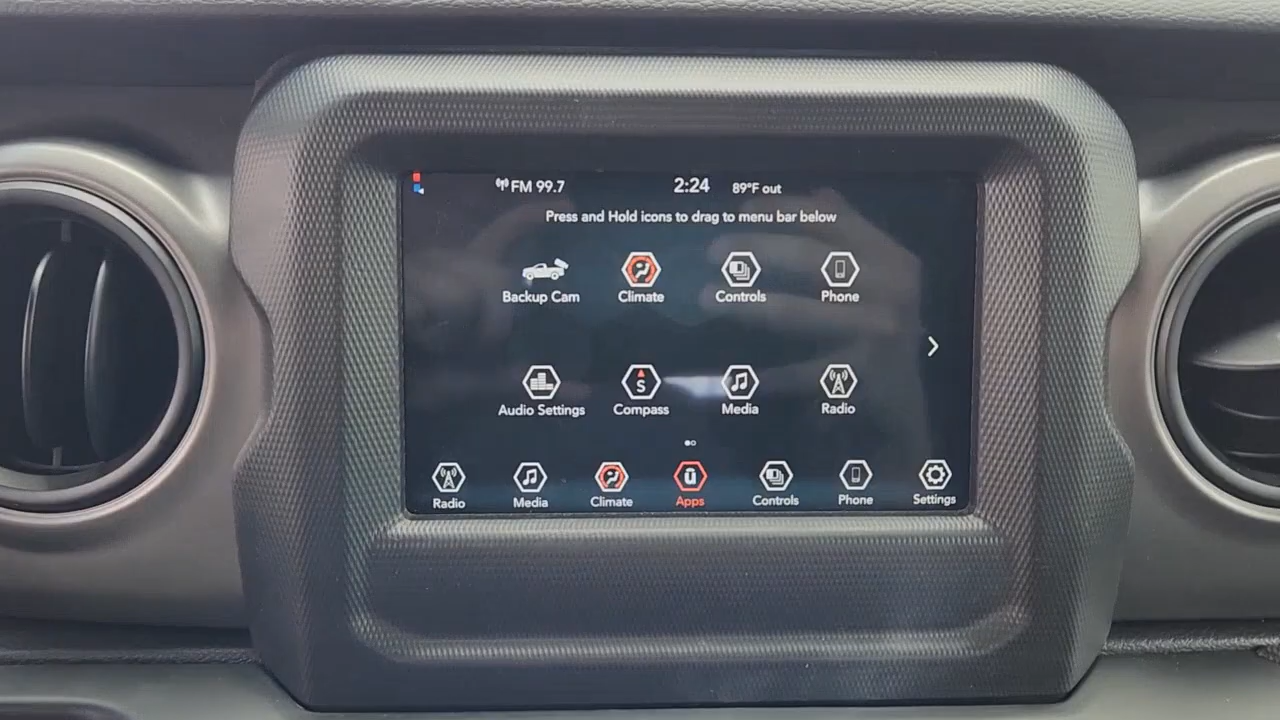 FM 99.7 2:24 89°F out
Press and Hold icons to drag to menu bar below
Backup Cam Climate Controls Phone
S
Audio Settings Compass Media Radio
ū
Radio Media Climate Apps Controls Phone Settings